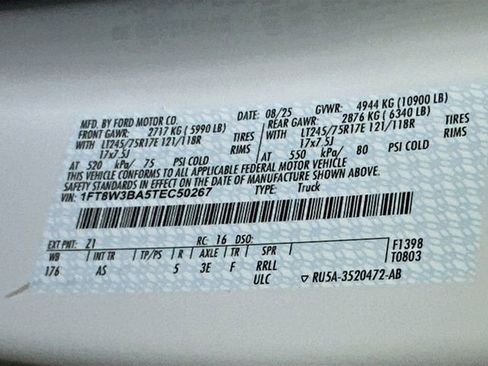 MFD. BY FORD MOTOR CO. DATE: 08/25 GVWR: 4944 KG (10900 LB)
FRONT GAWR: 2717 KG (5990 LB) REAR GAWR: 2876 KG (6340 LB)
WITH LT245/75R17E 121/118R TIRES WITH LT245/75R17E 121/118R TIRES
17x7.5J RIMS 17x7.5J RIMS
AT 520 kPa/ 75 PSI COLD AT 550 kPa/ 80 PSI COLD
THIS VEHICLE CONFORMS TO ALL APPLICABLE FEDERAL MOTOR VEHICLE
SAFETY STANDARDS IN EFFECT ON THE DATE OF MANUFACTURE SHOWN ABOVE.
VIN: 1FT8W3BA5TEC50267 TYPE: Truck
EXT PNT: Z1 RC: 16 DSO: F1398
WB INT TR TP/PS R AXLE TR SPR T0803
176 AS 5 3E F RRLL
ULC ▽ RU5A-3520472-AB